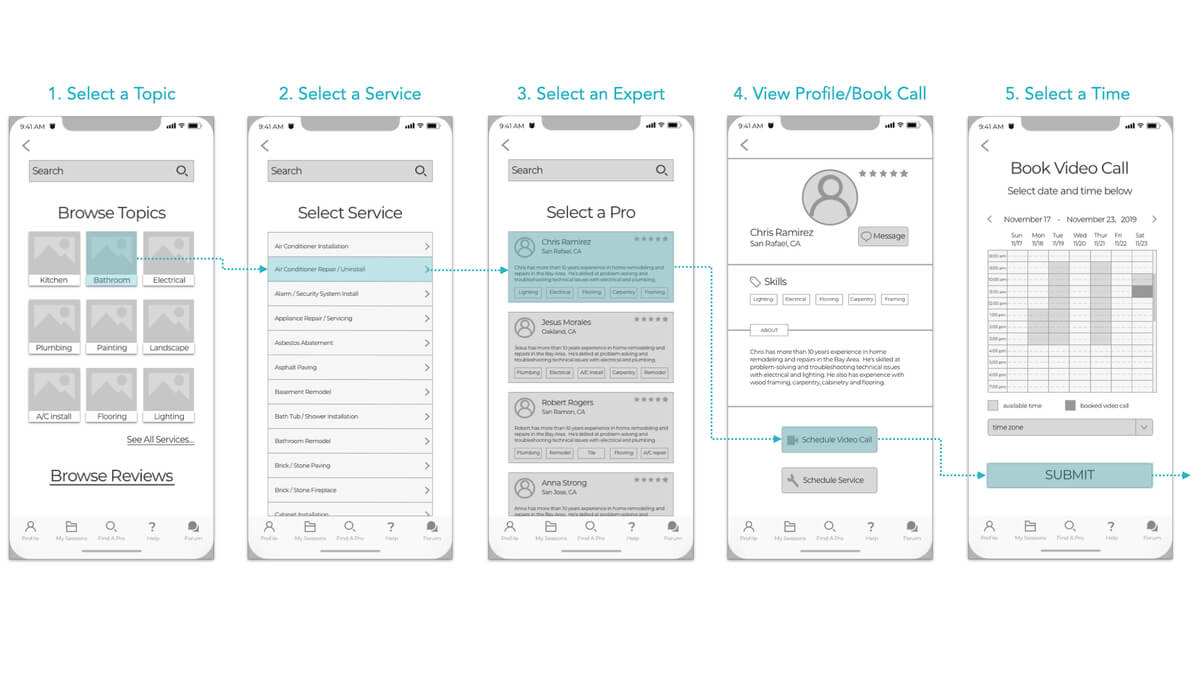 1. Select a Topic
9:41 AM
Search
Browse Topics
Kitchen
Bathroom
Electrical
Plumbing
Painting
Landscape
A/C install
Flooring
Lighting
See All Services...
Browse Reviews
Profile
My Sessions
Find A Pro
Help
Forum
2. Select a Service
9:41 AM
Search
Select Service
Air Conditioner Installation
Air Conditioner Repair / Uninstall
Alarm / Security System Install
Appliance Repair / Servicing
Asbestos Abatement
Asphalt Paving
Basement Remodel
Bath Tub / Shower Installation
Bathroom Remodel
Brick / Stone Paving
Brick / Stone Fireplace
Cabinet Installation
Profile
My Sessions
Find A Pro
Help
Forum
3. Select an Expert
9:41 AM
Search
Select a Pro
Chris Ramirez
San Rafael, CA
Chris has more than 10 years experience in home remodeling and
repairs in the Bay Area. He's skilled at problem-solving and
troubleshooting technical issues with electrical and plumbing.
Lighting
Electrical
Flooring
Carpentry
Framing
Jesus Morales
Oakland, CA
Jesus has more than 10 years experience in home remodeling and
repairs in the Bay Area. He's skilled at problem-solving and
troubleshooting technical issues with electrical and plumbing.
Plumbing
Electrical
A/C install
Carpentry
Remodel
Robert Rogers
San Ramon, CA
Robert has more than 10 years experience in home remodeling and
repairs in the Bay Area. He's skilled at problem-solving and
troubleshooting technical issues with electrical and plumbing.
Plumbing
Remodel
Tile
Flooring
A/C repair
Anna Strong
San Jose, CA
Profile
My Sessions
Find A Pro
Help
Forum
4. View Profile/Book Call
9:41 AM
Chris Ramirez
San Rafael, CA
Message
Skills
Lighting
Electrical
Flooring
Carpentry
Framing
ABOUT
Chris has more than 10 years experience in home
remodeling and repairs in the Bay Area. He's skilled at
problem-solving and troubleshooting technical issues
with electrical and lighting. He also has experience with
wood framing, carpentry, cabinetry and flooring.
Schedule Video Call
Schedule Service
Profile
My Sessions
Find A Pro
Help
Forum
5. Select a Time
9:41 AM
Book Video Call
Select date and time below
November 17 - November 23, 2019
Sun Mon Tue Wed Thur Fri Sat
11/17 11/18 11/19 11/20 11/21 11/22 11/23
8:00 am
9:00 am
10:00 am
11:00 am
12:00 pm
1:00 pm
2:00 pm
3:00 pm
4:00 pm
5:00 pm
6:00 pm
7:00 pm
available time
booked video call
time zone
SUBMIT
Profile
My Sessions
Find A Pro
Help
Forum